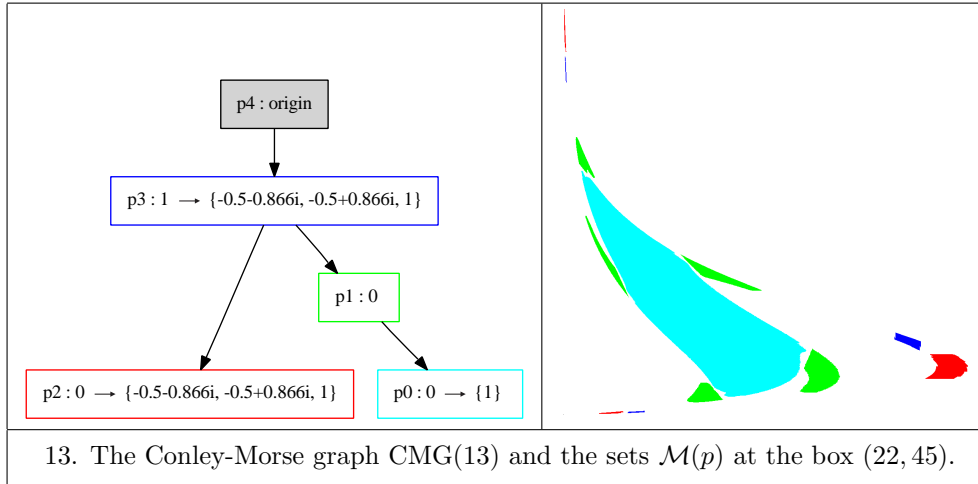 p4 : origin
p3 : 1 → {-0.5-0.866i, -0.5+0.866i, 1}
p1 : 0
p2 : 0 → {-0.5-0.866i, -0.5+0.866i, 1}
p0 : 0 → {1}
13. The Conley-Morse graph CMG(13) and the sets ℳ(p) at the box (22, 45).